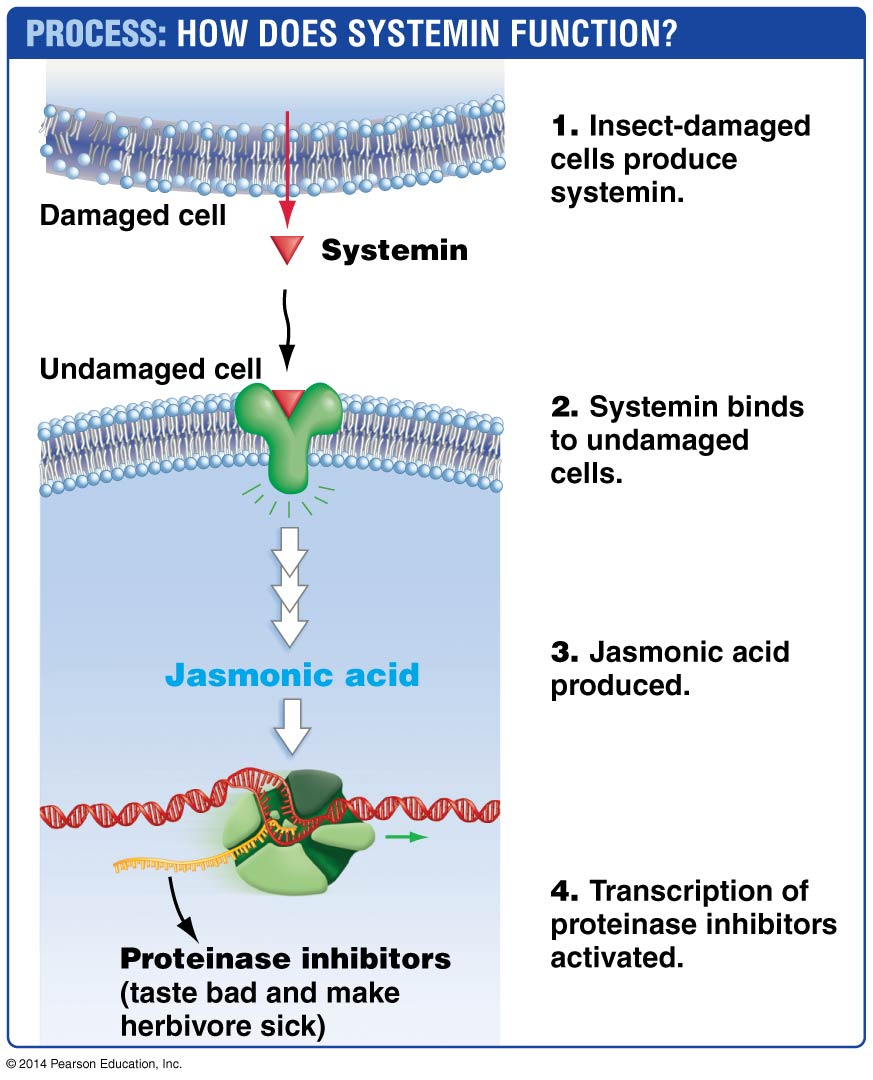 PROCESS: HOW DOES SYSTEMIN FUNCTION?
1. Insect-damaged
cells produce
systemin.
Damaged cell
Systemin
Undamaged cell
2. Systemin binds
to undamaged
cells.
Jasmonic acid
3. Jasmonic acid
produced.
4. Transcription of
proteinase inhibitors
activated.
Proteinase inhibitors
(taste bad and make
herbivore sick)
© 2014 Pearson Education, Inc.